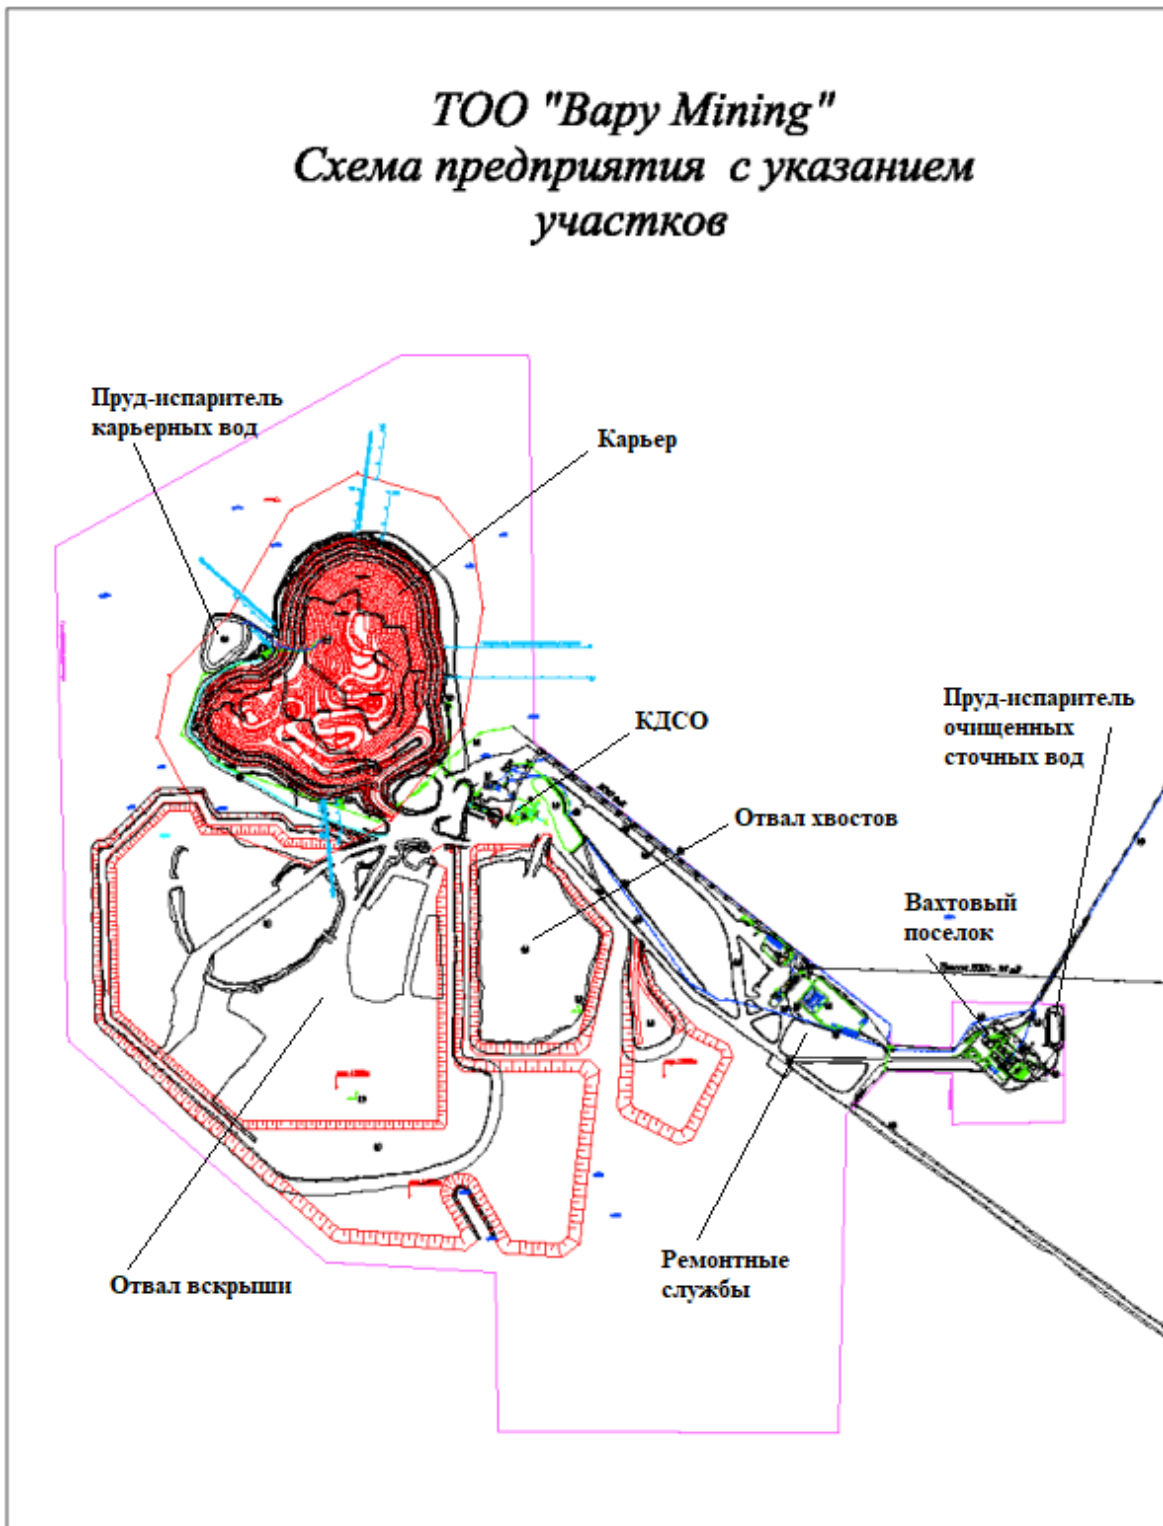 ТОО "Bapy Mining"
Схема предприятия с указанием
участков
Пруд-испаритель
карьерных вод
Карьер
КДСО
Пруд-испаритель
очищенных
сточных вод
Отвал хвостов
Вахтовый
поселок
Отвал вскрыши
Ремонтные
службы